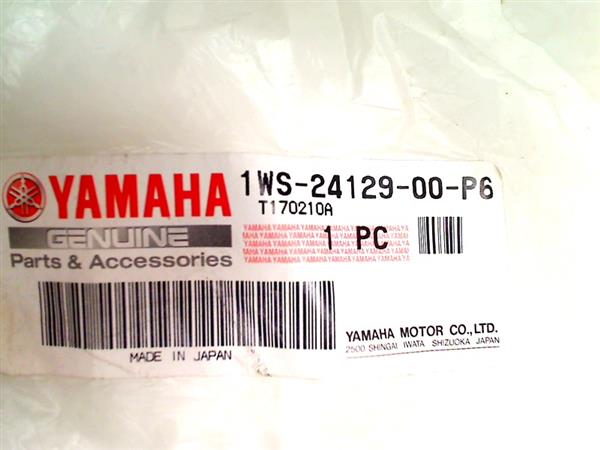 YAMAHA
GENUINE
Parts & Accessories
1WS-24129-00-P6
T170210A
1 PC
MADE IN JAPAN
YAMAHA MOTOR CO.,LTD.
2500 SHINGAI IWATA SHIZUOKA JAPAN